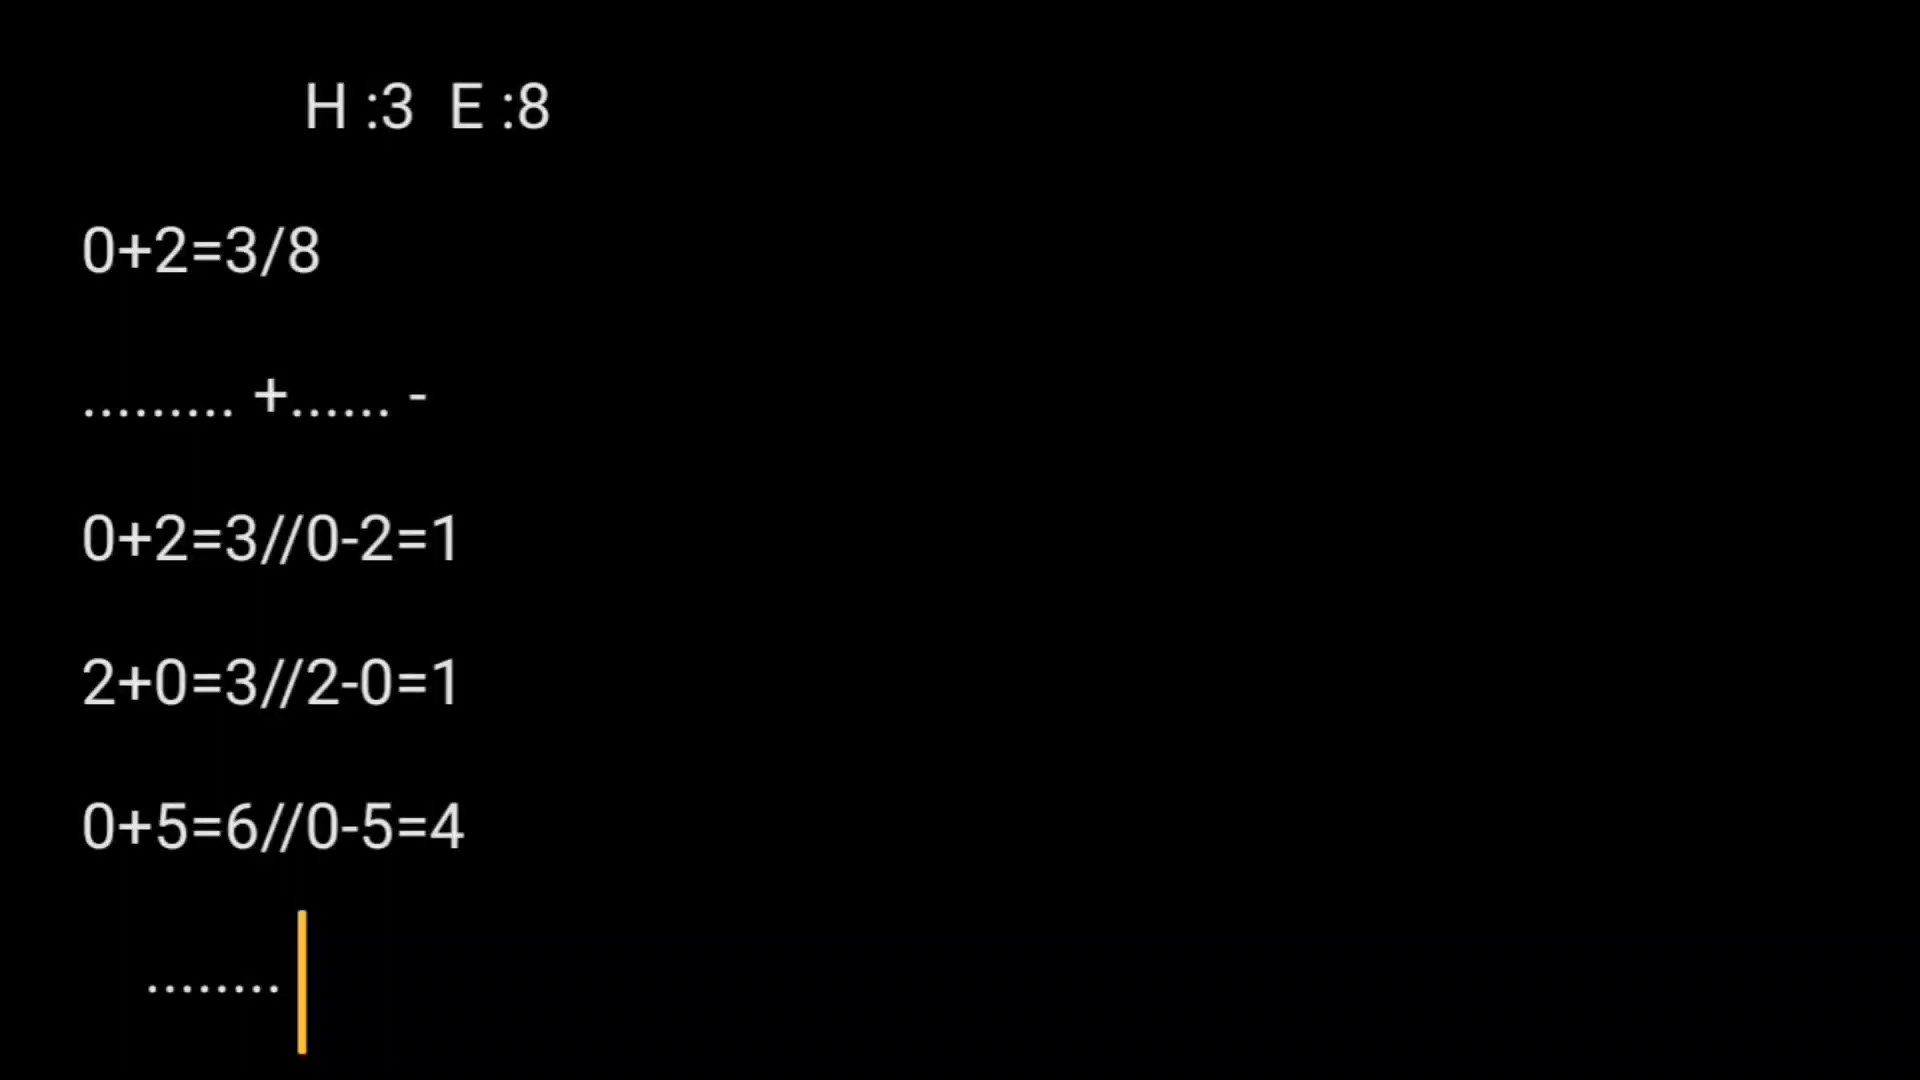 H :3  E :8
0+2=3/8
......... +...... -
0+2=3//0-2=1
2+0=3//2-0=1
0+5=6//0-5=4
........